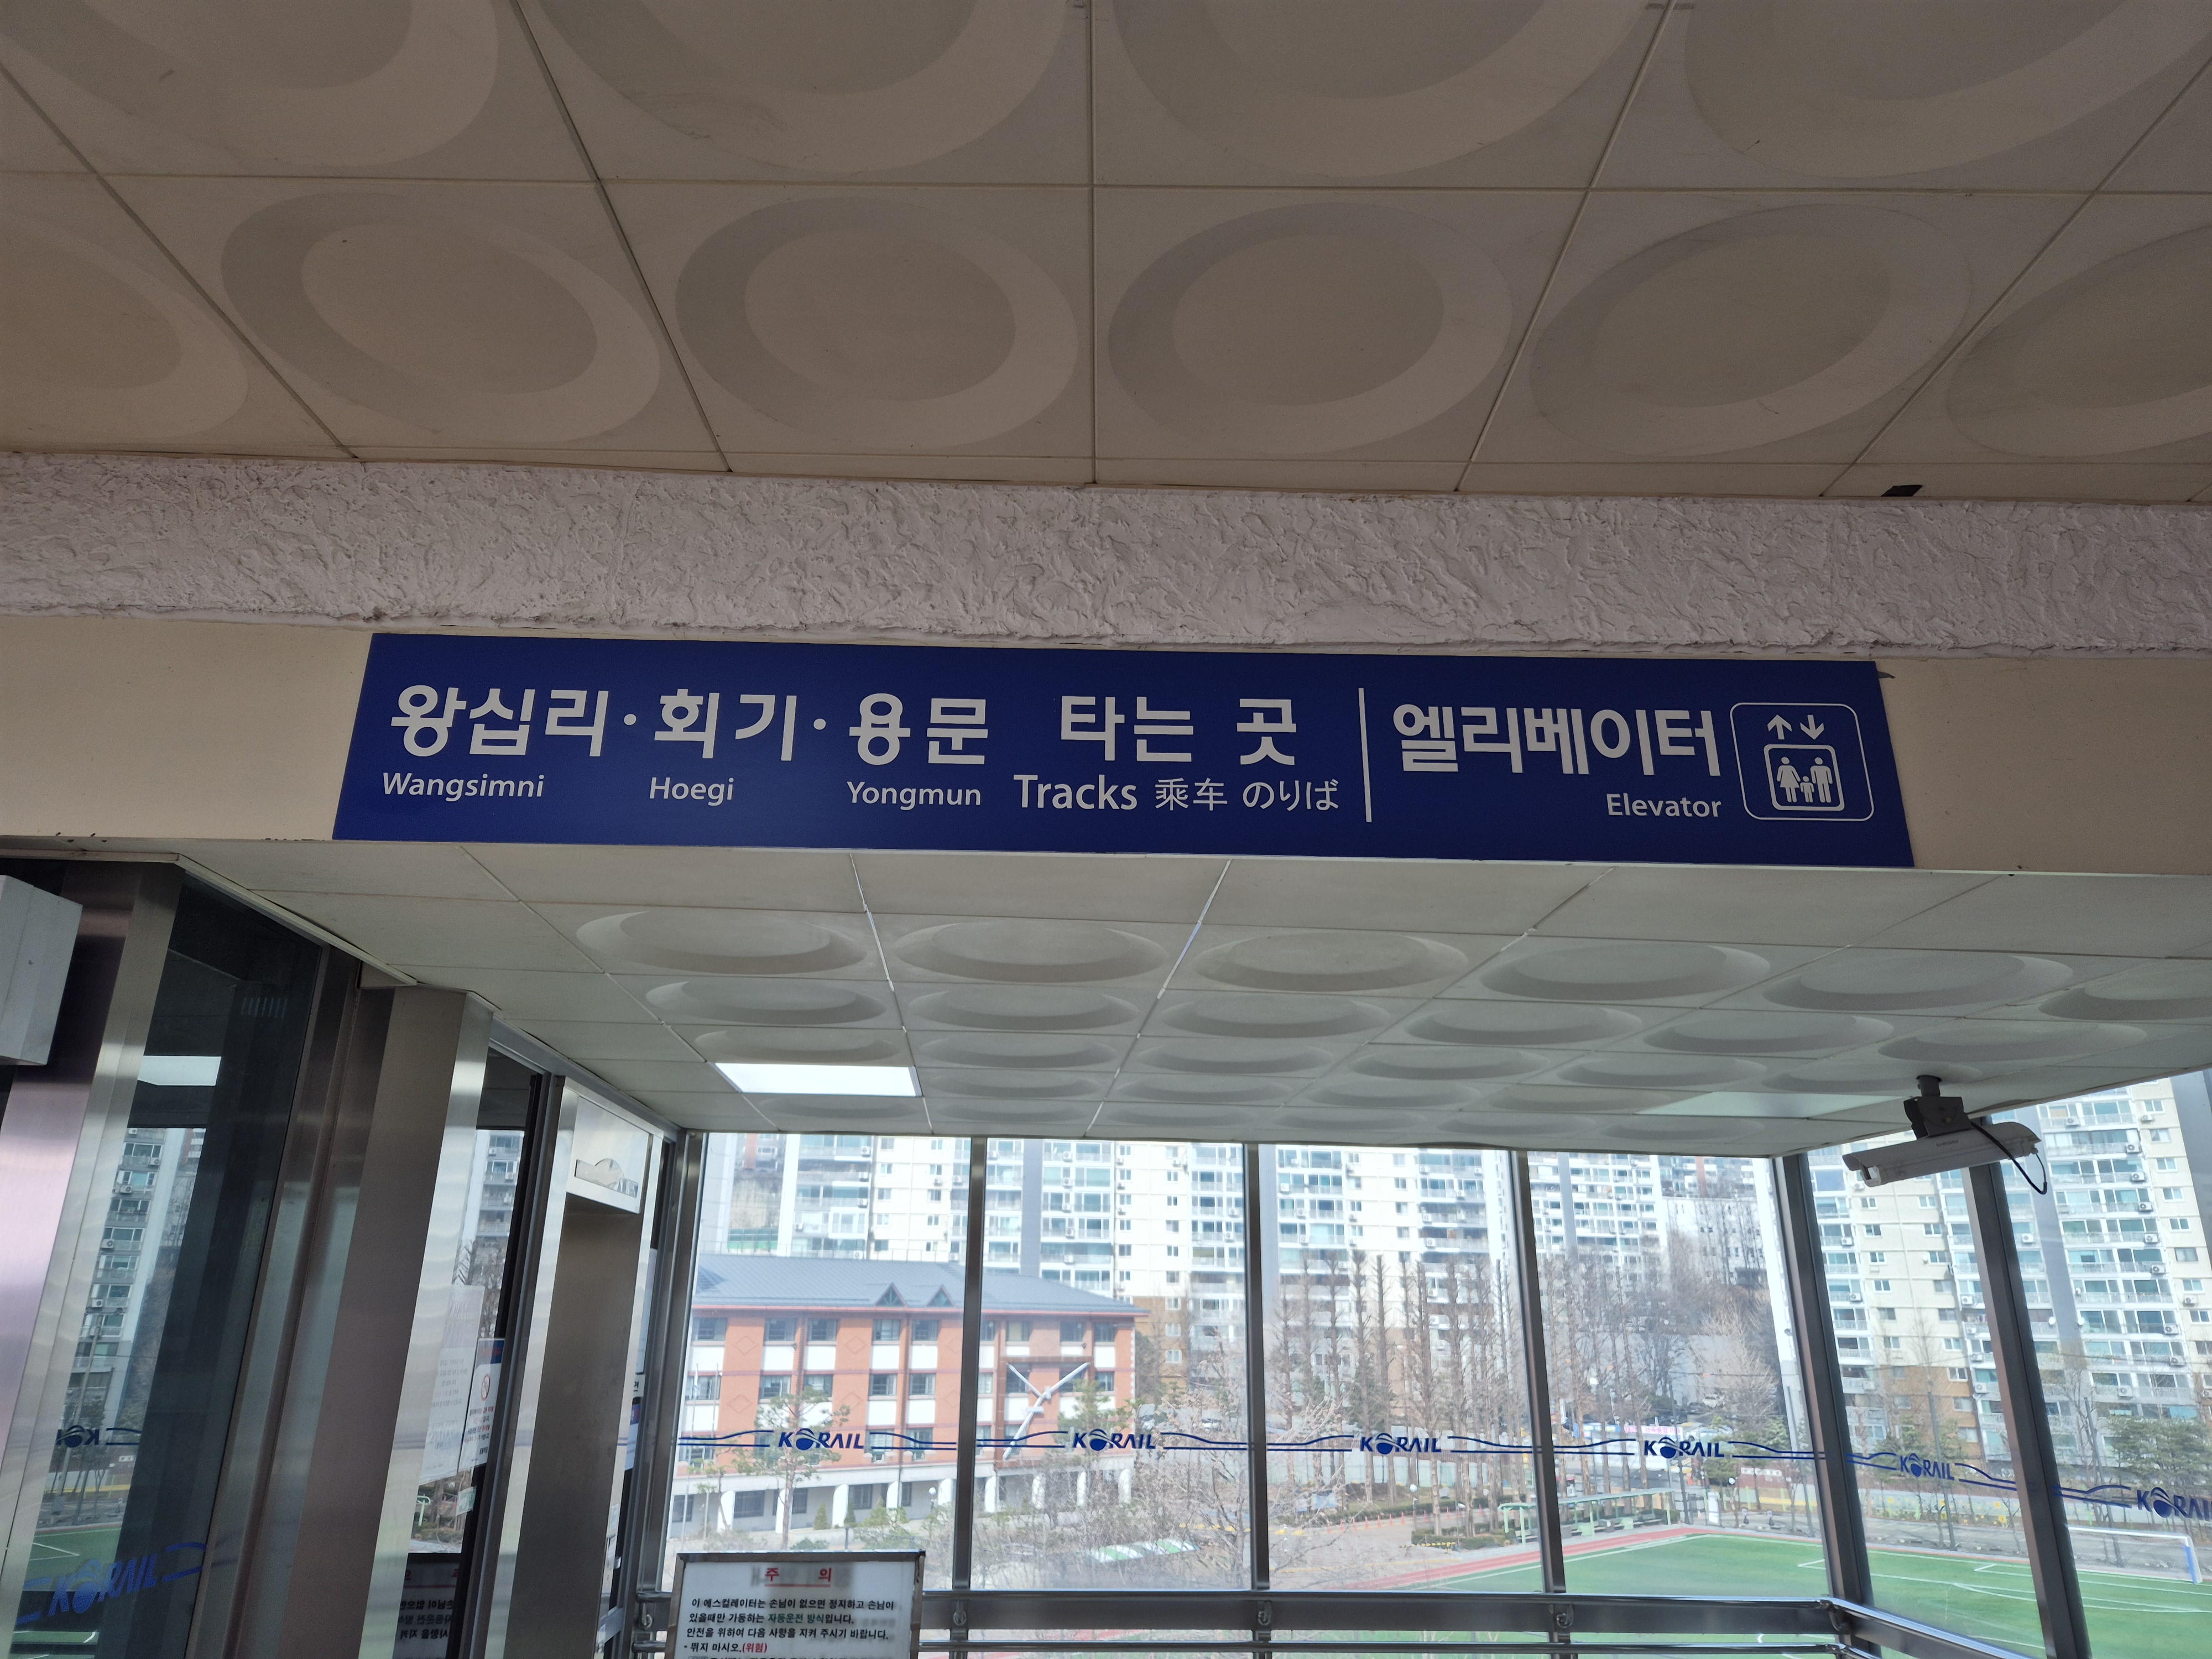 왕십리·회기·용문 타는 곳
Wangsimni Hoegi Yongmun Tracks 乘车 のりば
엘리베이터
Elevator
KORAIL KORAIL KORAIL KORAIL KORAIL KORAIL
KORAIL
주 의
이 에스컬레이터는 손님이 없으면 정지하고 손님이
있을때만 가동하는 자동운전 방식입니다.
안전을 위하여 다음 사항을 지켜 주시기 바랍니다.
- 뛰지 마시오.(위험)